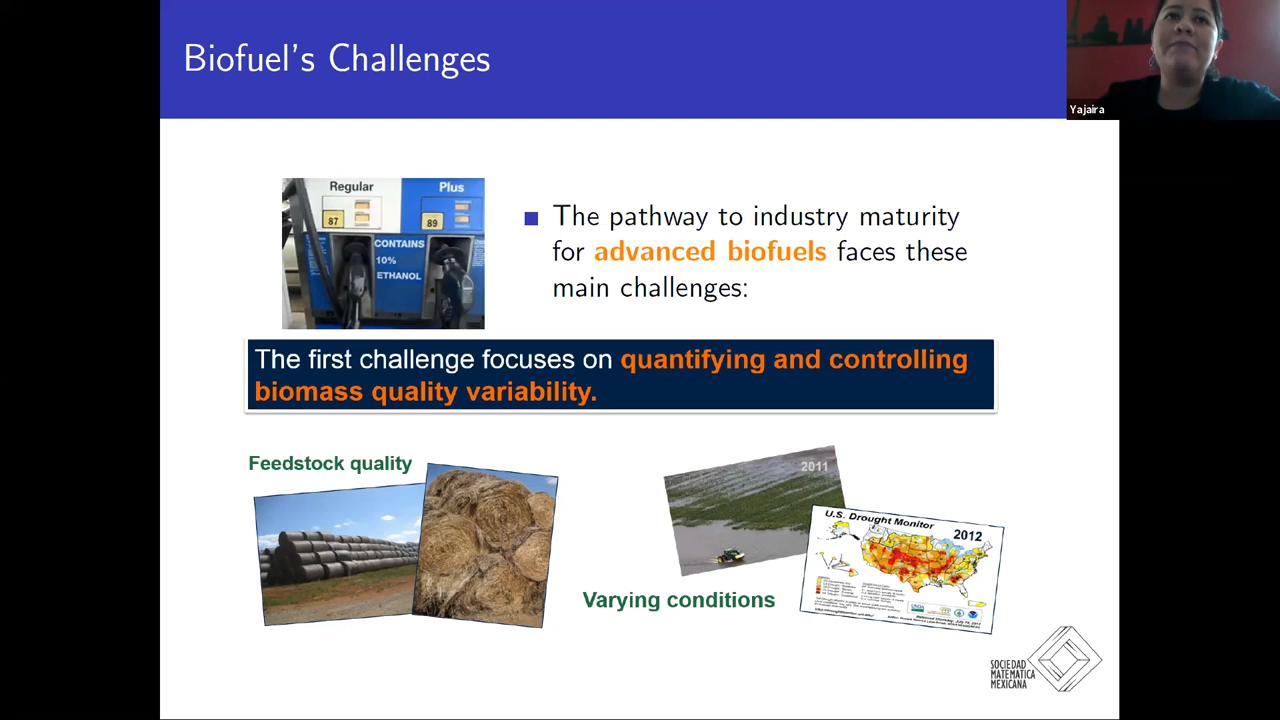 Biofuel's Challenges
Yajaira
Regular
Plus
87
89
CONTAINS
10%
ETHANOL
The pathway to industry maturity
for advanced biofuels faces these
main challenges:
The first challenge focuses on quantifying and controlling
biomass quality variability.
Feedstock quality
2011
U.S. Drought Monitor
2012
USDA
Varying conditions
SOCIEDAD
MATEMATICA
MEXICANA